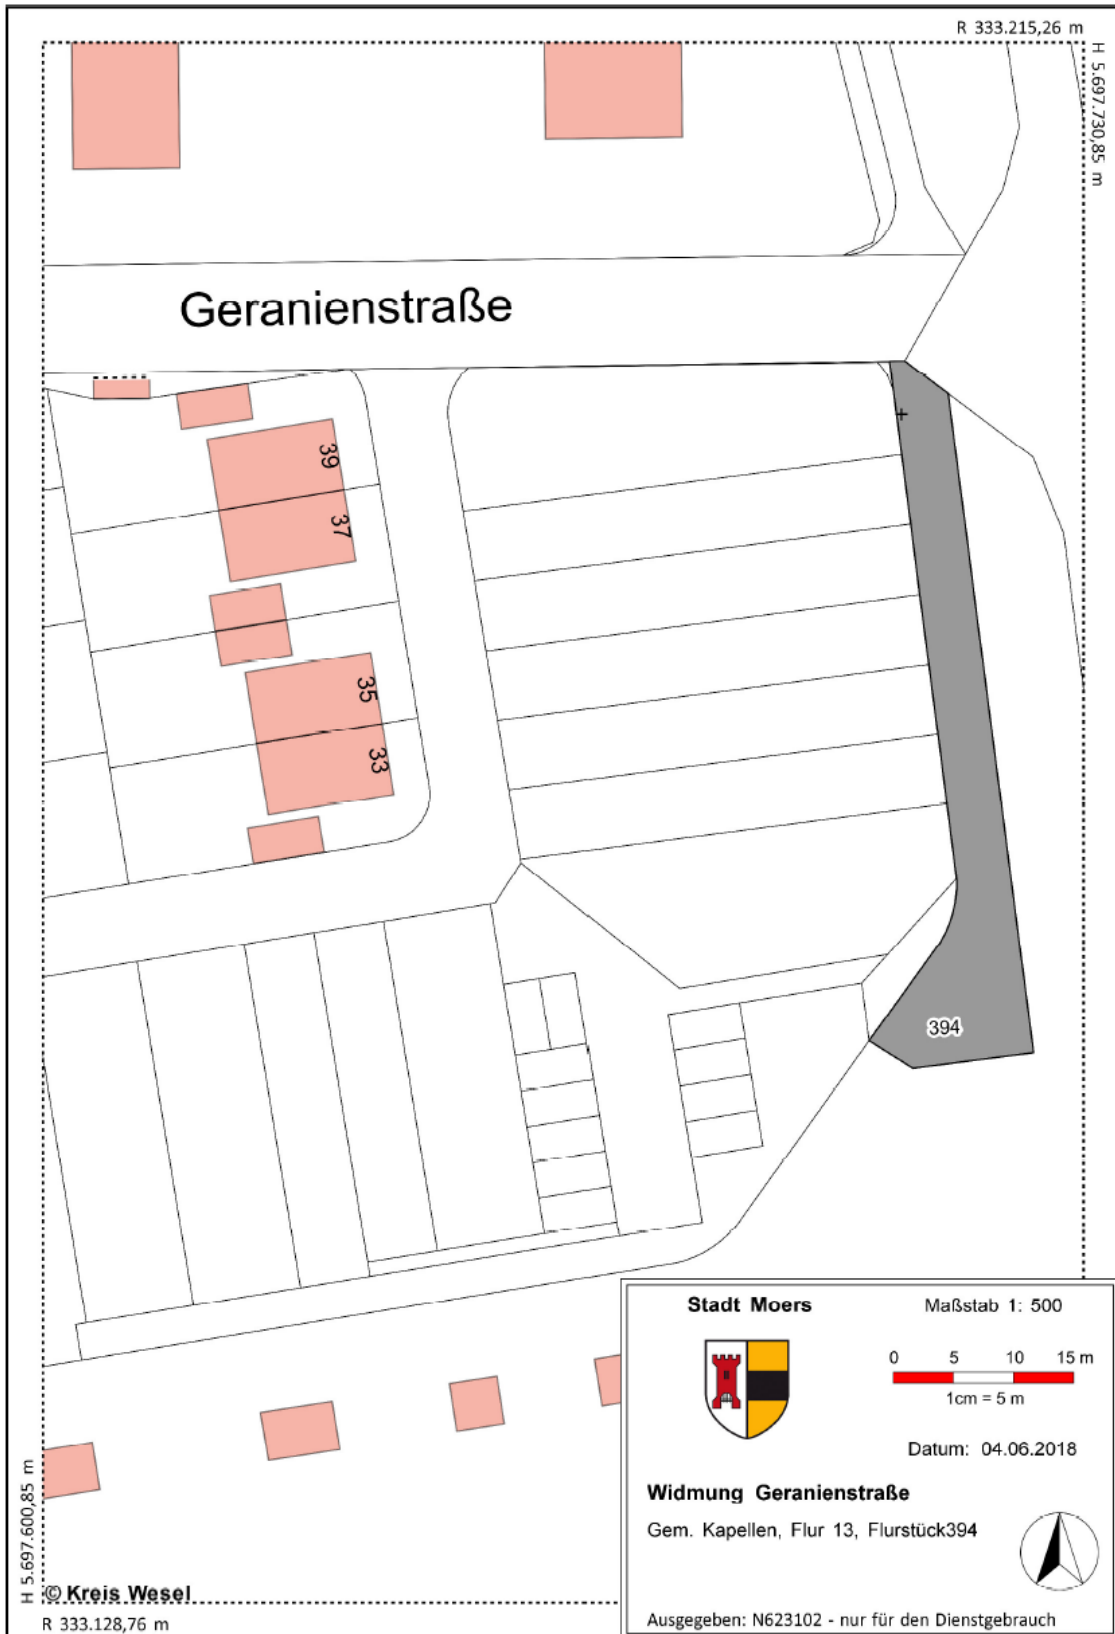 R 333.215,26 m
H 5.697.730,85 m
Geranienstraße
39
37
35
33
394
Stadt Moers
Maßstab 1: 500
0 5 10 15 m
1cm = 5 m
Datum: 04.06.2018
Widmung Geranienstraße
Gem. Kapellen, Flur 13, Flurstück394
Ausgegeben: N623102 - nur für den Dienstgebrauch
H 5.697.600,85 m
© Kreis Wesel
R 333.128,76 m